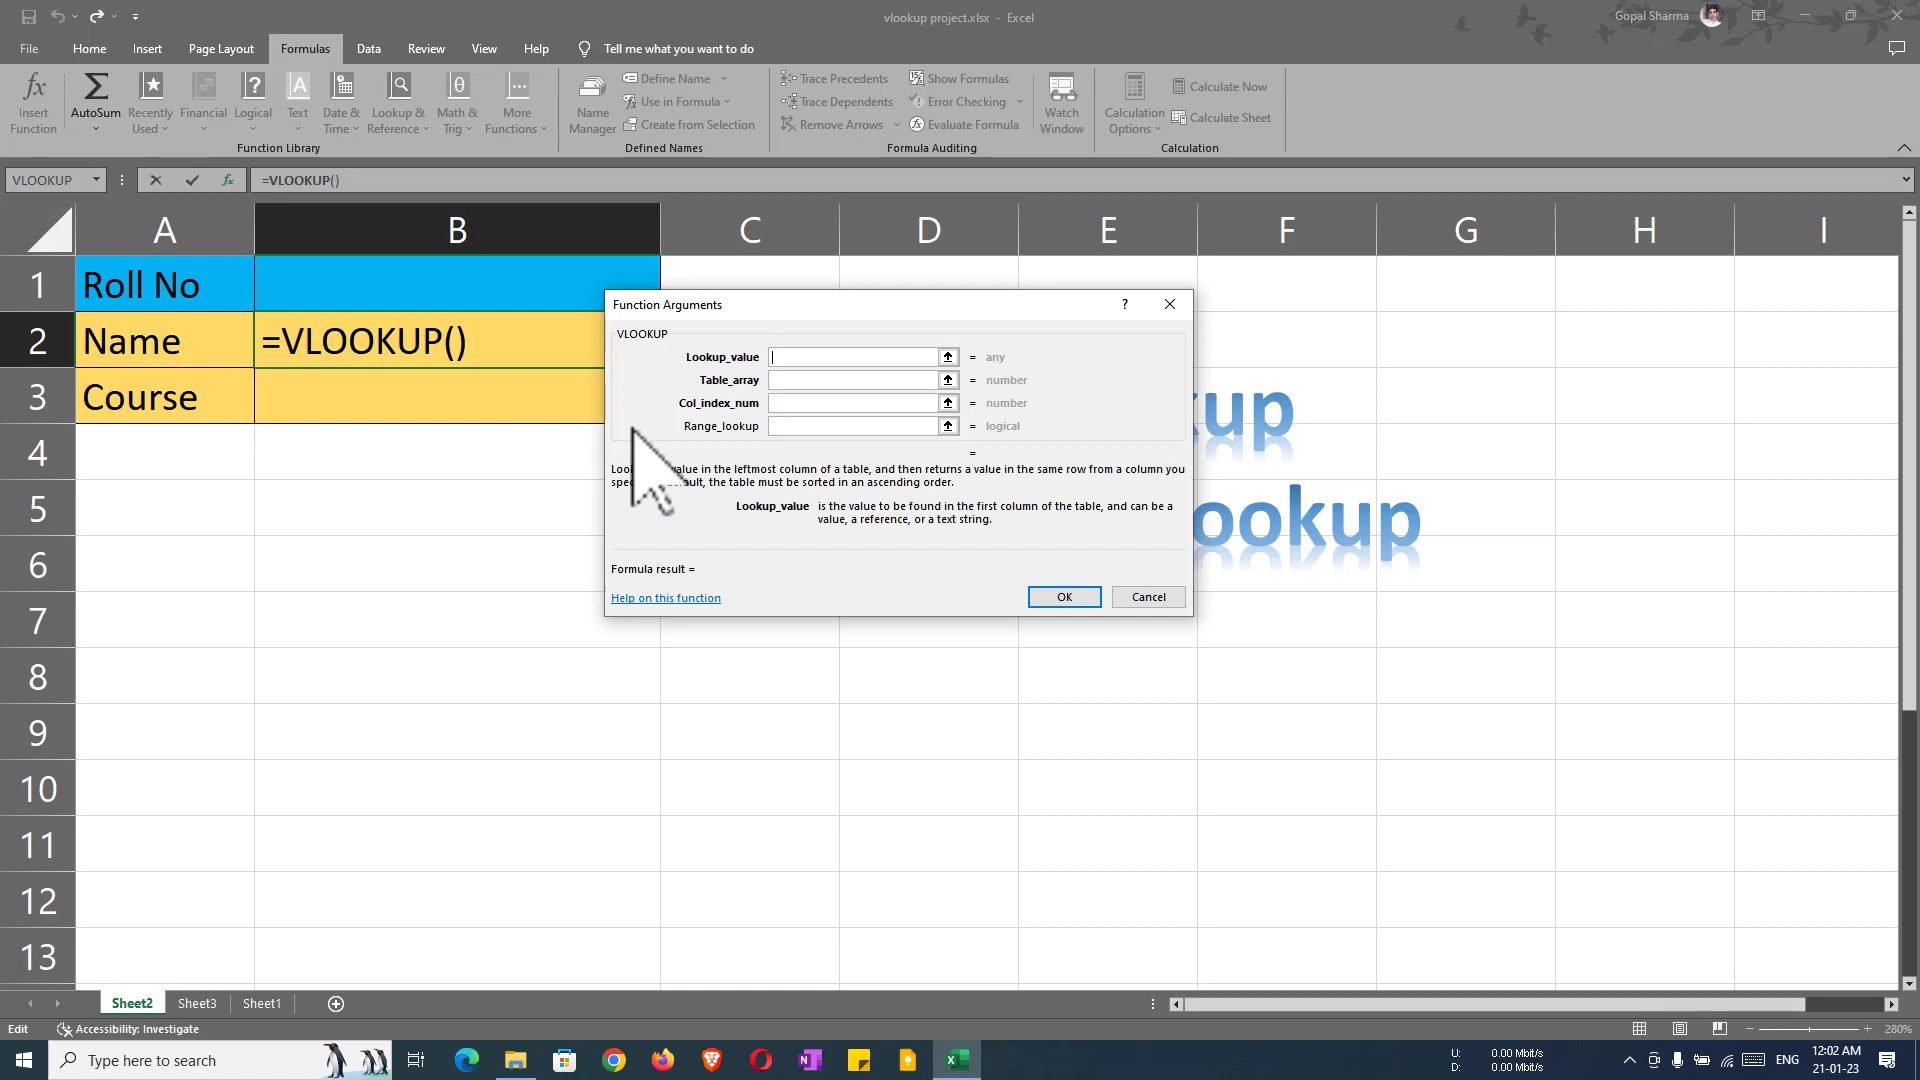 vlookup project.xlsx - Excel
Gopal Sharma
File Home Insert Page Layout Formulas Data Review View Help Tell me what you want to do
Insert Function
AutoSum
Recently Used
Financial
Logical
Text
Date & Time
Lookup & Reference
Math & Trig
More Functions
Function Library
Name Manager
Define Name
Use in Formula
Create from Selection
Defined Names
Trace Precedents
Trace Dependents
Remove Arrows
Show Formulas
Error Checking
Evaluate Formula
Formula Auditing
Watch Window
Calculation Options
Calculate Now
Calculate Sheet
Calculation
VLOOKUP fx =VLOOKUP()
A B C D E F G H I
1 Roll No
2 Name =VLOOKUP()
3 Course
4
5
6
7
8
9
10
11
12
13
Function Arguments ?
VLOOKUP
Lookup_value = any
Table_array = number
Col_index_num = number
Range_lookup = logical
=
value in the leftmost column of a table, and then returns a value in the same row from a column you
the table must be sorted in an ascending order.
Lookup_value is the value to be found in the first column of the table, and can be a
value, a reference, or a text string.
Formula result =
Help on this function
OK Cancel
kup
ookup
Sheet2 Sheet3 Sheet1
Edit Accessibility: Investigate 280%
Type here to search
U: 0.00 Mbit/s
D: 0.00 Mbit/s
ENG
12:02 AM
21-01-23